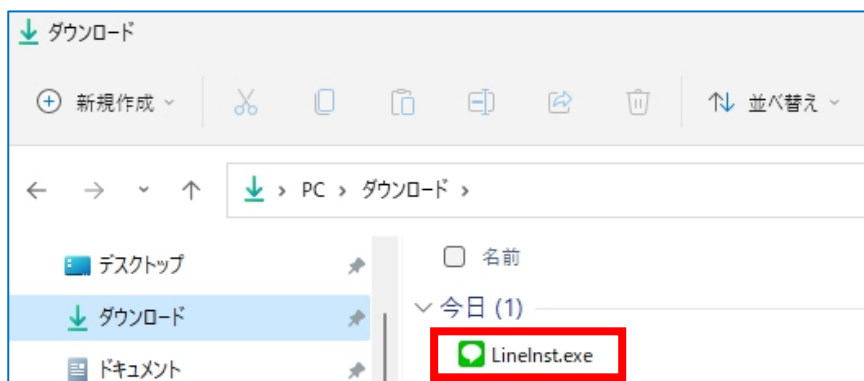 ダウンロード
新規作成
並べ替え
PC › ダウンロード ›
デスクトップ
名前
ダウンロード
今日 (1)
ドキュメント
LineInst.exe